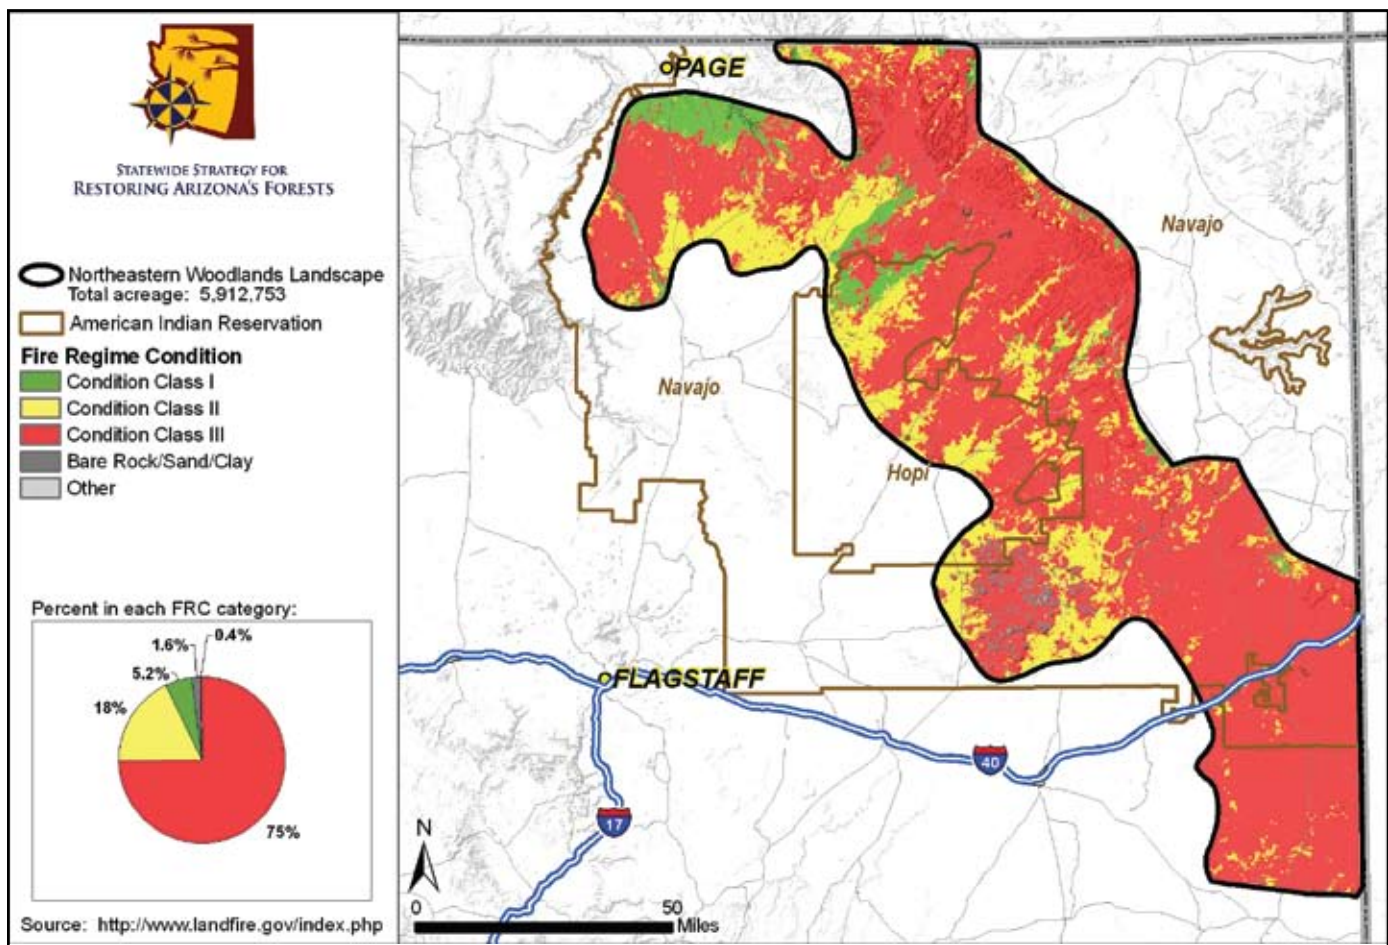 STATEWIDE STRATEGY FOR
RESTORING ARIZONA'S FORESTS
Northeastern Woodlands Landscape
Total acreage: 5,912,753
American Indian Reservation
Fire Regime Condition
Condition Class I
Condition Class II
Condition Class III
Bare Rock/Sand/Clay
Other
Percent in each FRC category:
0.4%
1.6%
5.2%
18%
75%
Source: http://www.landfire.gov/index.php
PAGE
Navajo
Navajo
Hopi
FLAGSTAFF
40
17
N
0
50
Miles